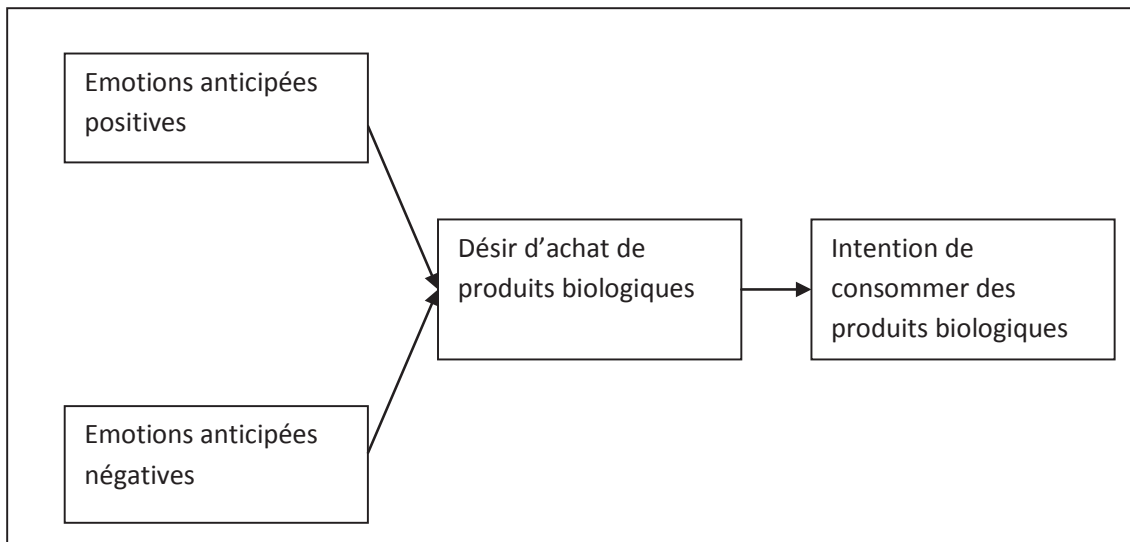 Emotions anticipées
positives
Désir d’achat de
produits biologiques
Intention de
consommer des
produits biologiques
Emotions anticipées
négatives